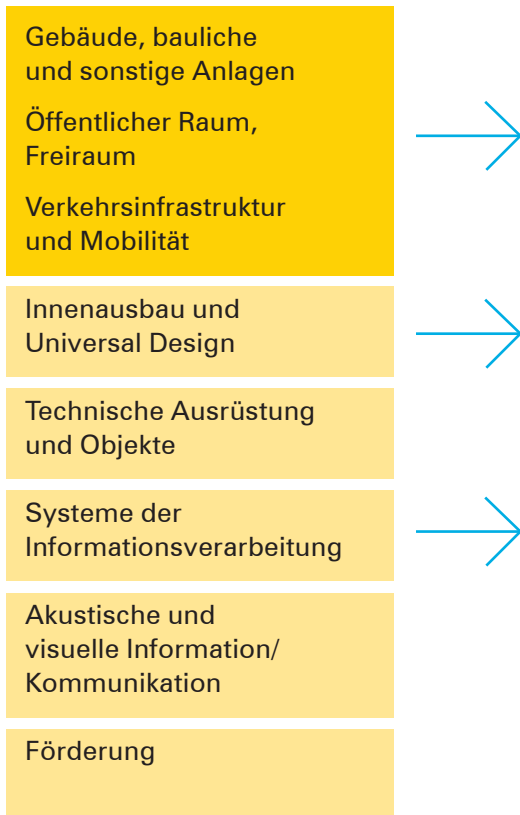 Gebäude, bauliche
und sonstige Anlagen
Öffentlicher Raum,
Freiraum
Verkehrsinfrastruktur
und Mobilität
Innenausbau und
Universal Design
Technische Ausrüstung
und Objekte
Systeme der
Informationsverarbeitung
Akustische und
visuelle Information/
Kommunikation
Förderung